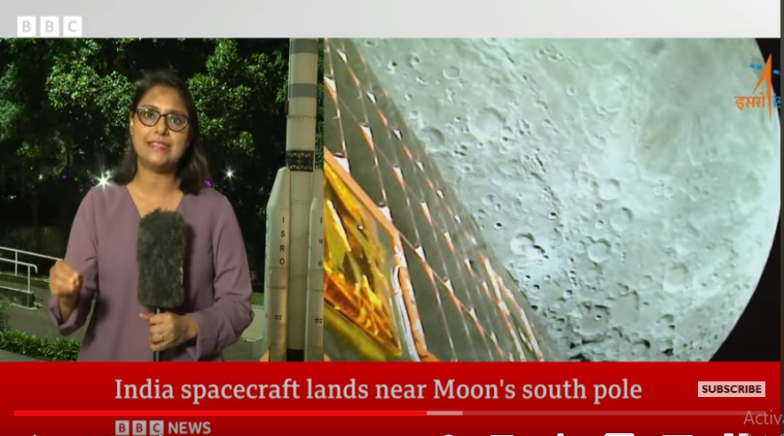 BBC
इसरो
ISRO
India spacecraft lands near Moon's south pole
SUBSCRIBE
BBC NEWS